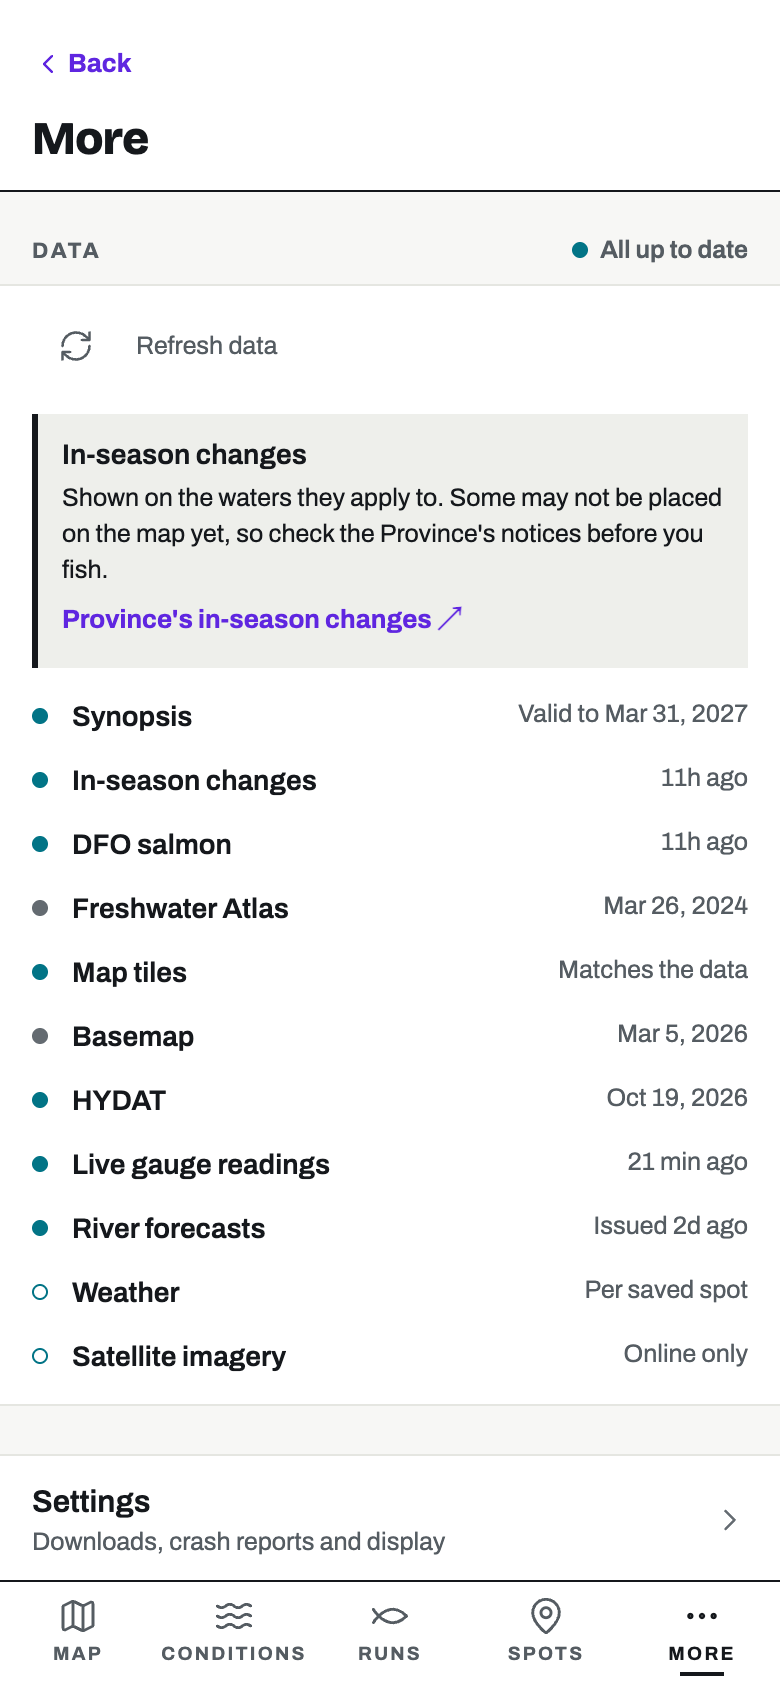 Back
More
DATA
All up to date
Refresh data
In-season changes
Shown on the waters they apply to. Some may not be placed
on the map yet, so check the Province's notices before you
fish.
Province's in-season changes ↗
Synopsis
Valid to Mar 31, 2027
In-season changes
11h ago
DFO salmon
11h ago
Freshwater Atlas
Mar 26, 2024
Map tiles
Matches the data
Basemap
Mar 5, 2026
HYDAT
Oct 19, 2026
Live gauge readings
21 min ago
River forecasts
Issued 2d ago
Weather
Per saved spot
Satellite imagery
Online only
Settings
Downloads, crash reports and display
MAP
CONDITIONS
RUNS
SPOTS
MORE